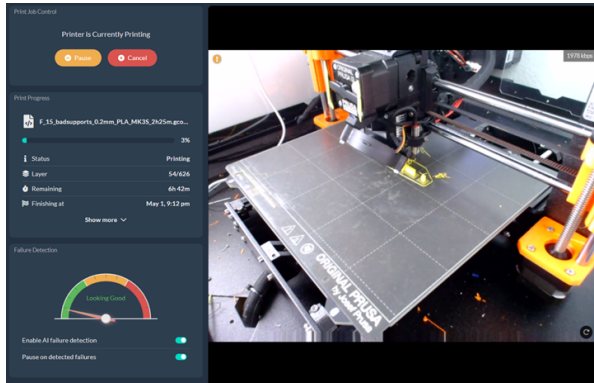 Print Job Control
Printer is Currently Printing
Pause
Cancel
Print Progress
F_15_badsupports_0.2mm_PLA_MK3S_2h25m.gco...
3%
Status Printing
Layer 54/626
Remaining 6h 42m
Finishing at May 1, 9:12 pm
Show more
Failure Detection
Looking Good
Enable AI failure detection
Pause on detected failures
1978 kbps
ORIGINAL PRUSA
by Josef Prusa